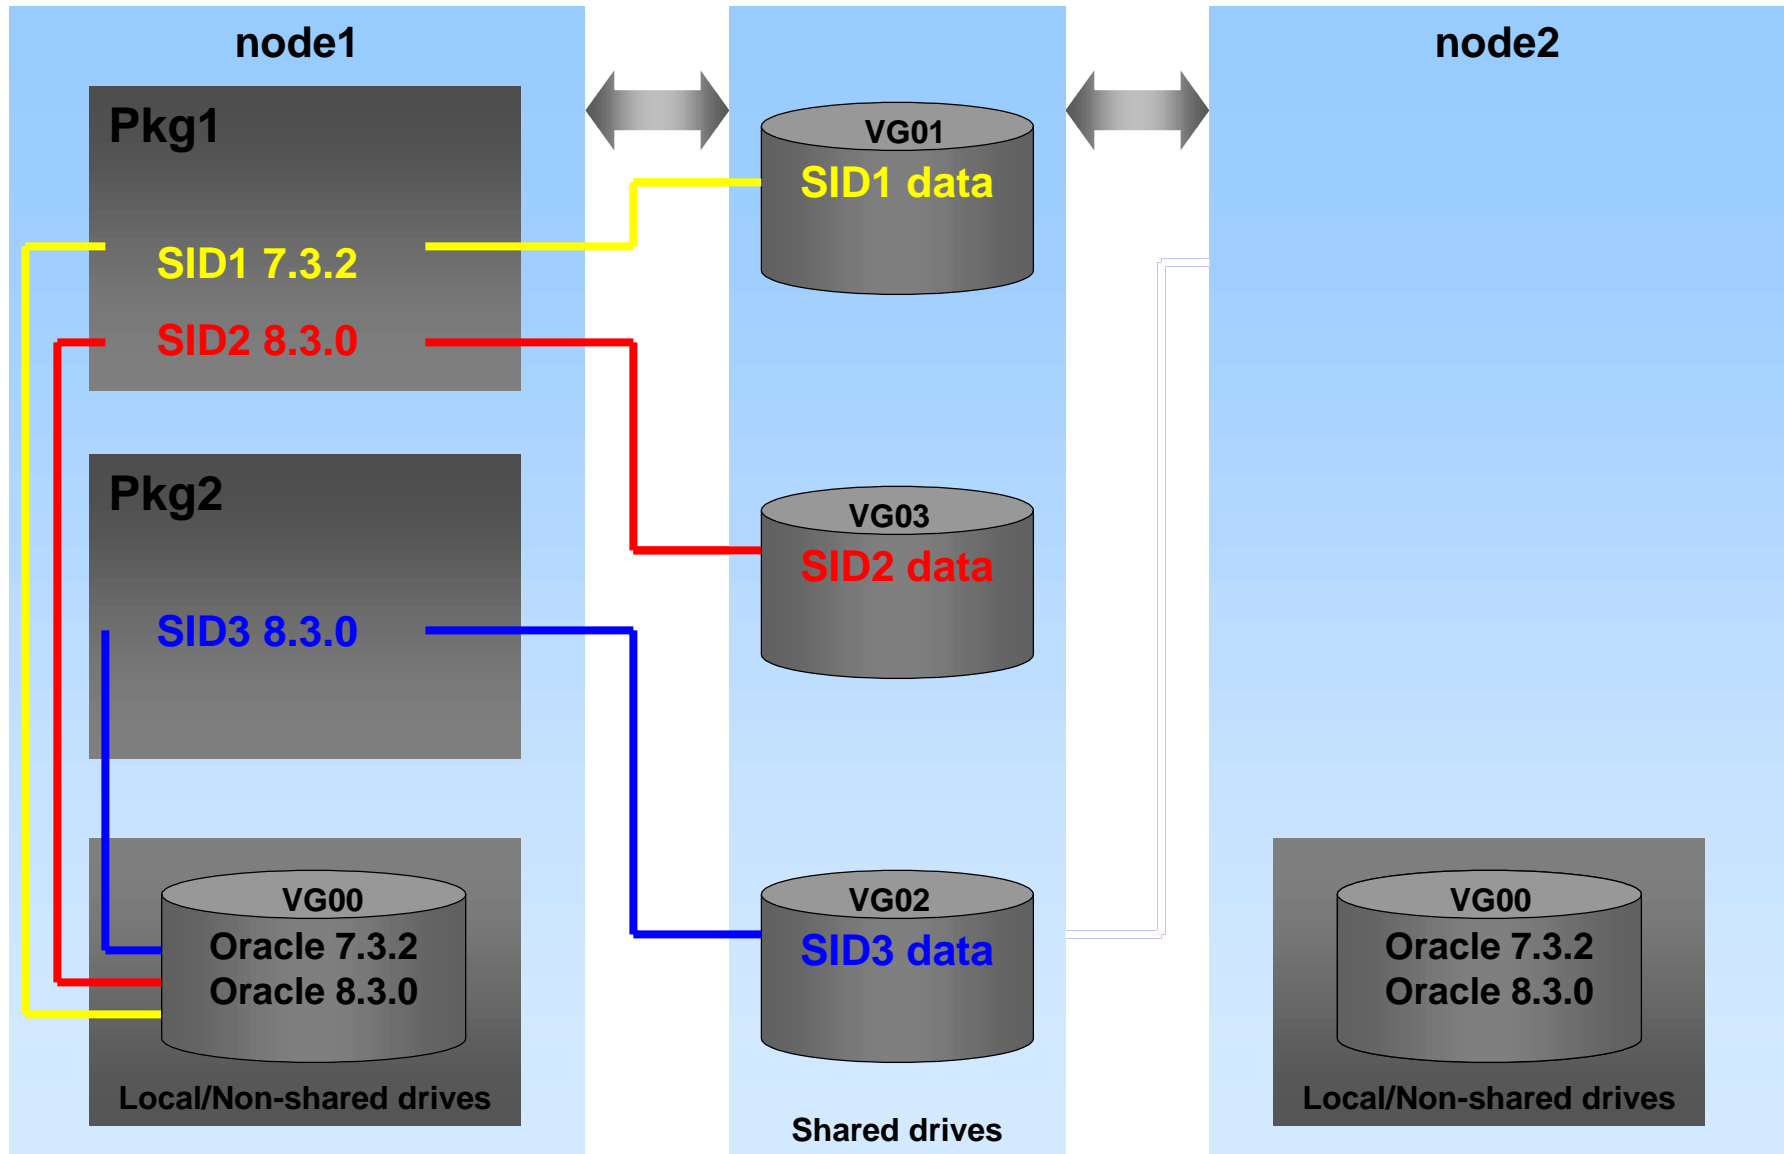 node1
Pkg1
SID1 7.3.2
SID2 8.3.0
Pkg2
SID3 8.3.0
VG00
Oracle 7.3.2
Oracle 8.3.0
Local/Non-shared drives
VG01
SID1 data
VG03
SID2 data
VG02
SID3 data
Shared drives
node2
VG00
Oracle 7.3.2
Oracle 8.3.0
Local/Non-shared drives